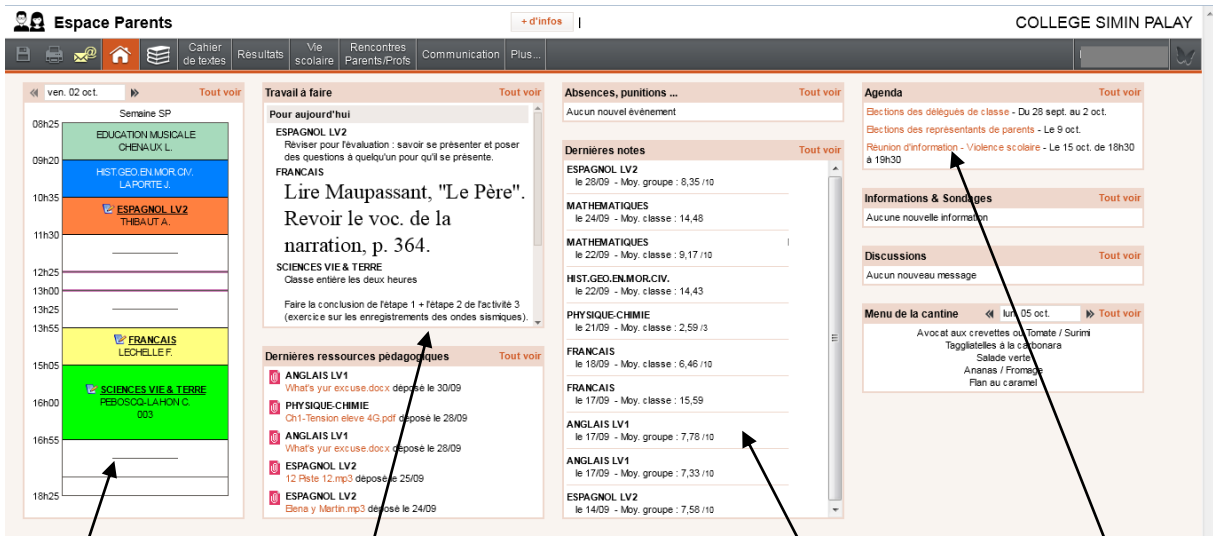 Espace Parents
+ d'infos
COLLEGE SIMIN PALAY
Cahier
de textes
Résultats
Vie
scolaire
Rencontres
Parents/Profs
Communication
Plus...
ven. 02 oct.
Tout voir
Semaine SP
08h25
EDUCATION MUSICALE
CHENAUX L.
09h20
HIST.GEO.EN.MOR.CIV.
LAPORTE J.
10h35
ESPAGNOL LV2
THIBAUT A.
11h30
12h25
13h00
13h25
13h55
FRANCAIS
LECHELLE F.
15h05
SCIENCES VIE & TERRE
PEBOSCQ-LAHON C.
003
16h00
16h55
18h25
Travail à faire
Tout voir
Pour aujourd'hui
ESPAGNOL LV2
Réviser pour l'évaluation : savoir se présenter et poser
des questions à quelqu'un pour qu'il se présente.
FRANCAIS
Lire Maupassant, "Le Père".
Revoir le voc. de la
narration, p. 364.
SCIENCES VIE & TERRE
Classe entière les deux heures
Faire la conclusion de l'étape 1 + l'étape 2 de l'activité 3
(exercice sur les enregistrements des ondes sismiques).
Dernières ressources pédagogiques
Tout voir
ANGLAIS LV1
What's yur excuse.docx déposé le 30/09
PHYSIQUE-CHIMIE
Ch1-Tension eleve 4G.pdf déposé le 28/09
ANGLAIS LV1
What's yur excuse.docx déposé le 28/09
ESPAGNOL LV2
12 Piste 12.mp3 déposé le 25/09
ESPAGNOL LV2
Elena y Martin.mp3 déposé le 24/09
Absences, punitions ...
Tout voir
Aucun nouvel évènement
Dernières notes
Tout voir
ESPAGNOL LV2
le 28/09 - Moy. groupe : 8,35 /10
MATHEMATIQUES
le 24/09 - Moy. classe : 14,48
MATHEMATIQUES
le 22/09 - Moy. classe : 9,17 /10
HIST.GEO.EN.MOR.CIV.
le 22/09 - Moy. classe : 14,43
PHYSIQUE-CHIMIE
le 21/09 - Moy. classe : 2,59 /3
FRANCAIS
le 18/09 - Moy. classe : 6,46 /10
FRANCAIS
le 17/09 - Moy. classe : 15,59
ANGLAIS LV1
le 17/09 - Moy. groupe : 7,78 /10
ANGLAIS LV1
le 17/09 - Moy. groupe : 7,33 /10
ESPAGNOL LV2
le 14/09 - Moy. groupe : 7,58 /10
Agenda
Tout voir
Elections des délégués de classe - Du 28 sept. au 2 oct.
Elections des représentants de parents - Le 9 oct.
Réunion d'information - Violence scolaire - Le 15 oct. de 18h30
à 19h30
Informations & Sondages
Tout voir
Aucune nouvelle information
Discussions
Tout voir
Aucun nouveau message
Menu de la cantine
lun. 05 oct.
Tout voir
Avocat aux crevettes ou Tomate / Surimi
Taggliatelles à la carbonara
Salade verte
Ananas / Fromage
Flan au caramel